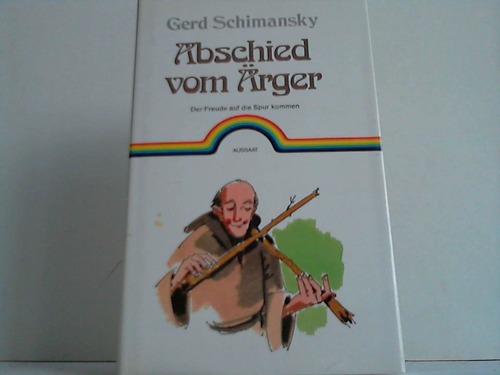 Gerd Schimansky
Abschied
vom Ärger
Der Freude auf die Spur kommen
AUSSAAT